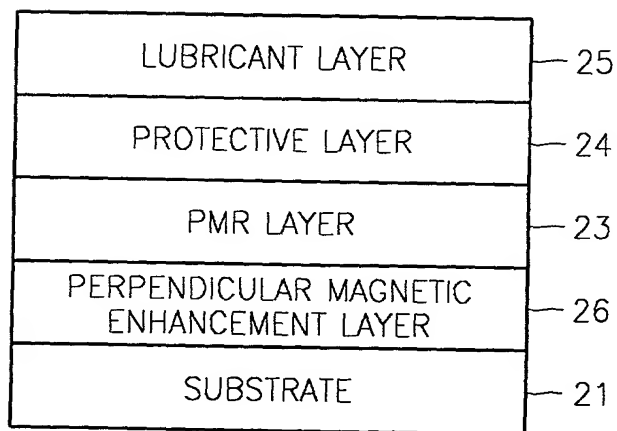 LUBRICANT LAYER 25
PROTECTIVE LAYER 24
PMR LAYER 23
PERPENDICULAR MAGNETIC
ENHANCEMENT LAYER 26
SUBSTRATE 21